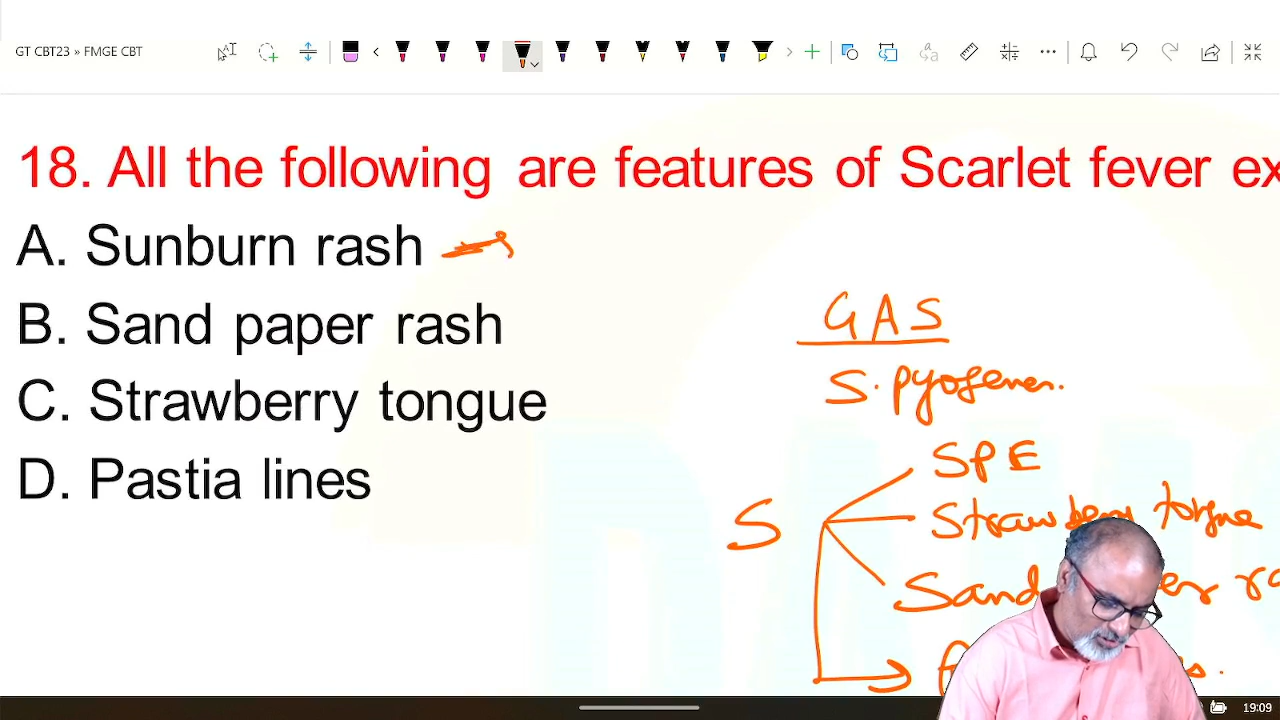 GT CBT23 » FMGE CBT
18. All the following are features of Scarlet fever ex
A. Sunburn rash
B. Sand paper rash
C. Strawberry tongue
D. Pastia lines
GAS
S. pyogenes.
SPE
S
Strawberry tongue
Sand
19:09